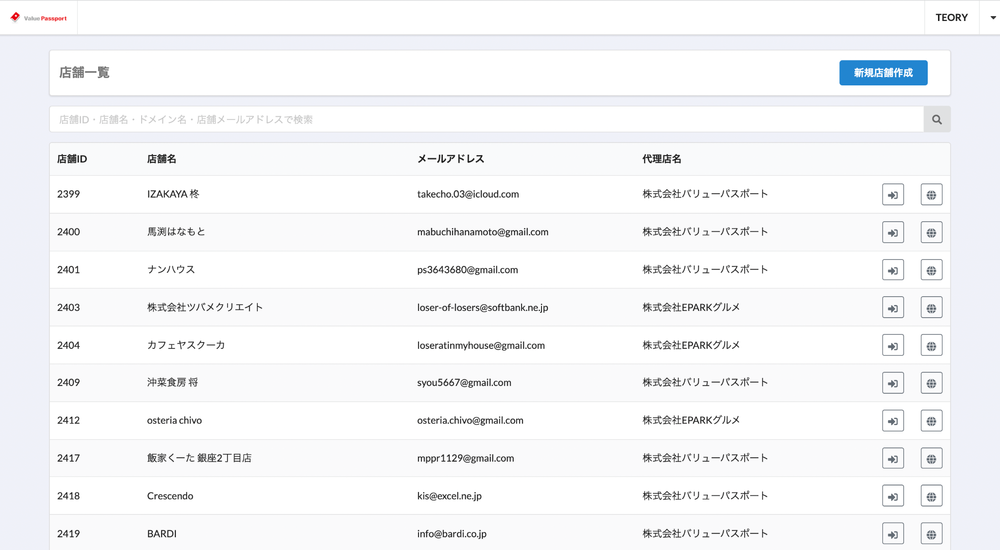 Value Passport
TEORY
店舗一覧
新規店舗作成
店舗ID・店舗名・ドメイン名・店舗メールアドレスで検索
店舗ID 店舗名 メールアドレス 代理店名
2399 IZAKAYA 柊 takecho.03@icloud.com 株式会社バリューパスポート
2400 馬渕はなもと mabuchihanamoto@gmail.com 株式会社バリューパスポート
2401 ナンハウス ps3643680@gmail.com 株式会社バリューパスポート
2403 株式会社ツバメクリエイト loser-of-losers@softbank.ne.jp 株式会社EPARKグルメ
2404 カフェヤスクーカ loseratinmyhouse@gmail.com 株式会社EPARKグルメ
2409 沖菜食房 将 syou5667@gmail.com 株式会社バリューパスポート
2412 osteria chivo osteria.chivo@gmail.com 株式会社EPARKグルメ
2417 飯家くーた 銀座2丁目店 mppr1129@gmail.com 株式会社バリューパスポート
2418 Crescendo kis@excel.ne.jp 株式会社バリューパスポート
2419 BARDI info@bardi.co.jp 株式会社バリューパスポート